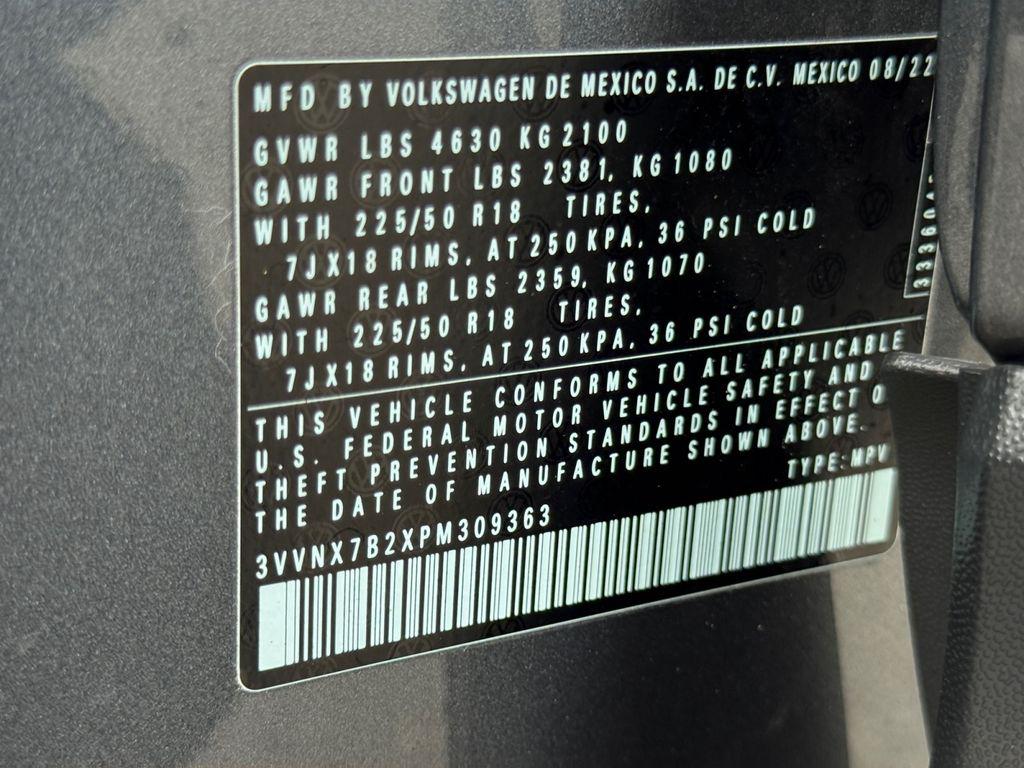 MFD BY VOLKSWAGEN DE MEXICO S.A. DE C.V. MEXICO 08/22
GVWR LBS 4630 KG 2100
GAWR FRONT LBS 2381, KG 1080
WITH 225/50 R18 TIRES,
7JX18 RIMS, AT 250 KPA, 36 PSI COLD
GAWR REAR LBS 2359, KG 1070
WITH 225/50 R18 TIRES,
7JX18 RIMS, AT 250 KPA, 36 PSI COLD
THIS VEHICLE CONFORMS TO ALL APPLICABLE
U.S. FEDERAL MOTOR VEHICLE SAFETY AND
THEFT PREVENTION STANDARDS IN EFFECT O
THE DATE OF MANUFACTURE SHOWN ABOVE.
TYPE: MPV
3VVNX7B2XPM309363